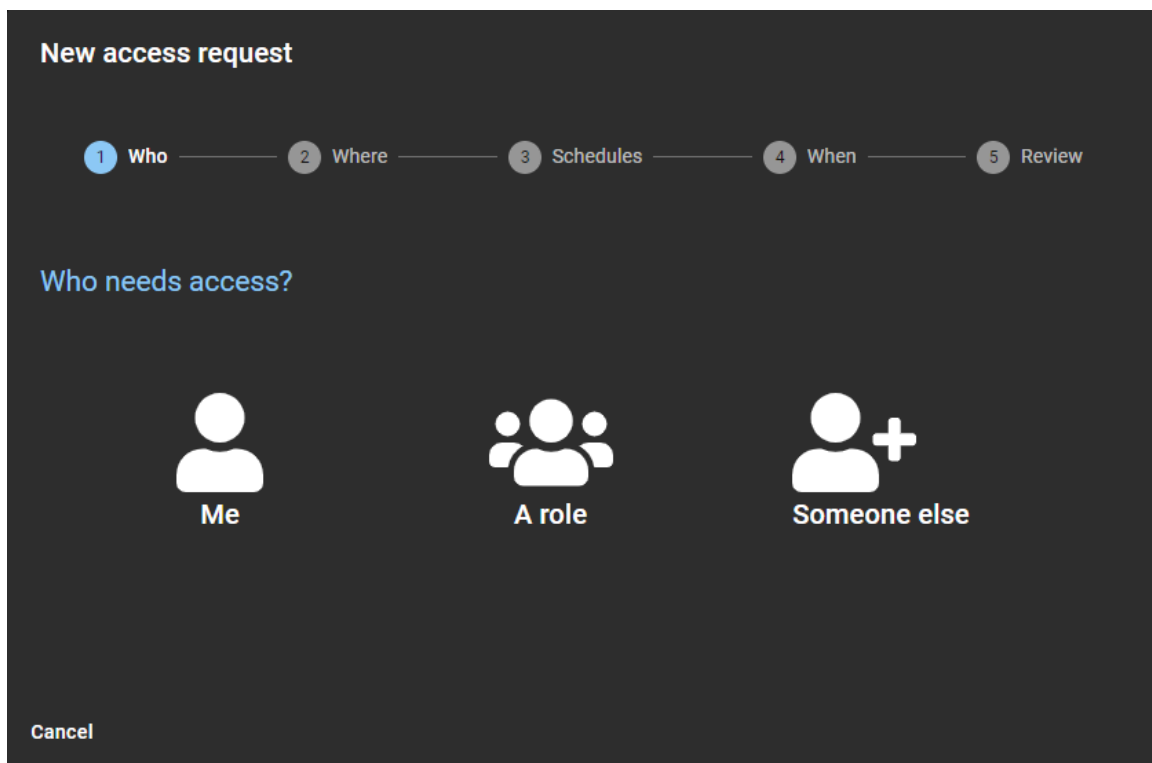 New access request
1 Who 2 Where 3 Schedules 4 When 5 Review
Who needs access?
Me A role Someone else
Cancel